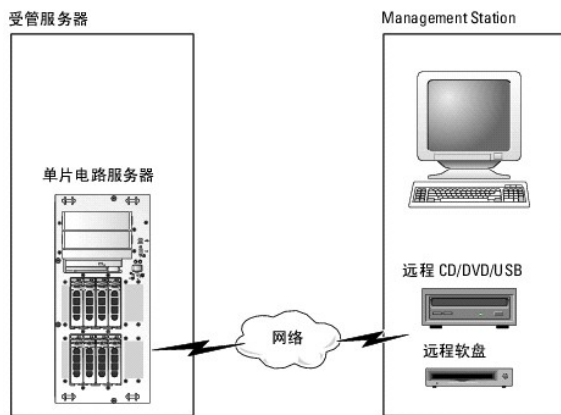 受管服务器
Management Station
单片电路服务器
远程 CD/DVD/USB
网络
远程软盘